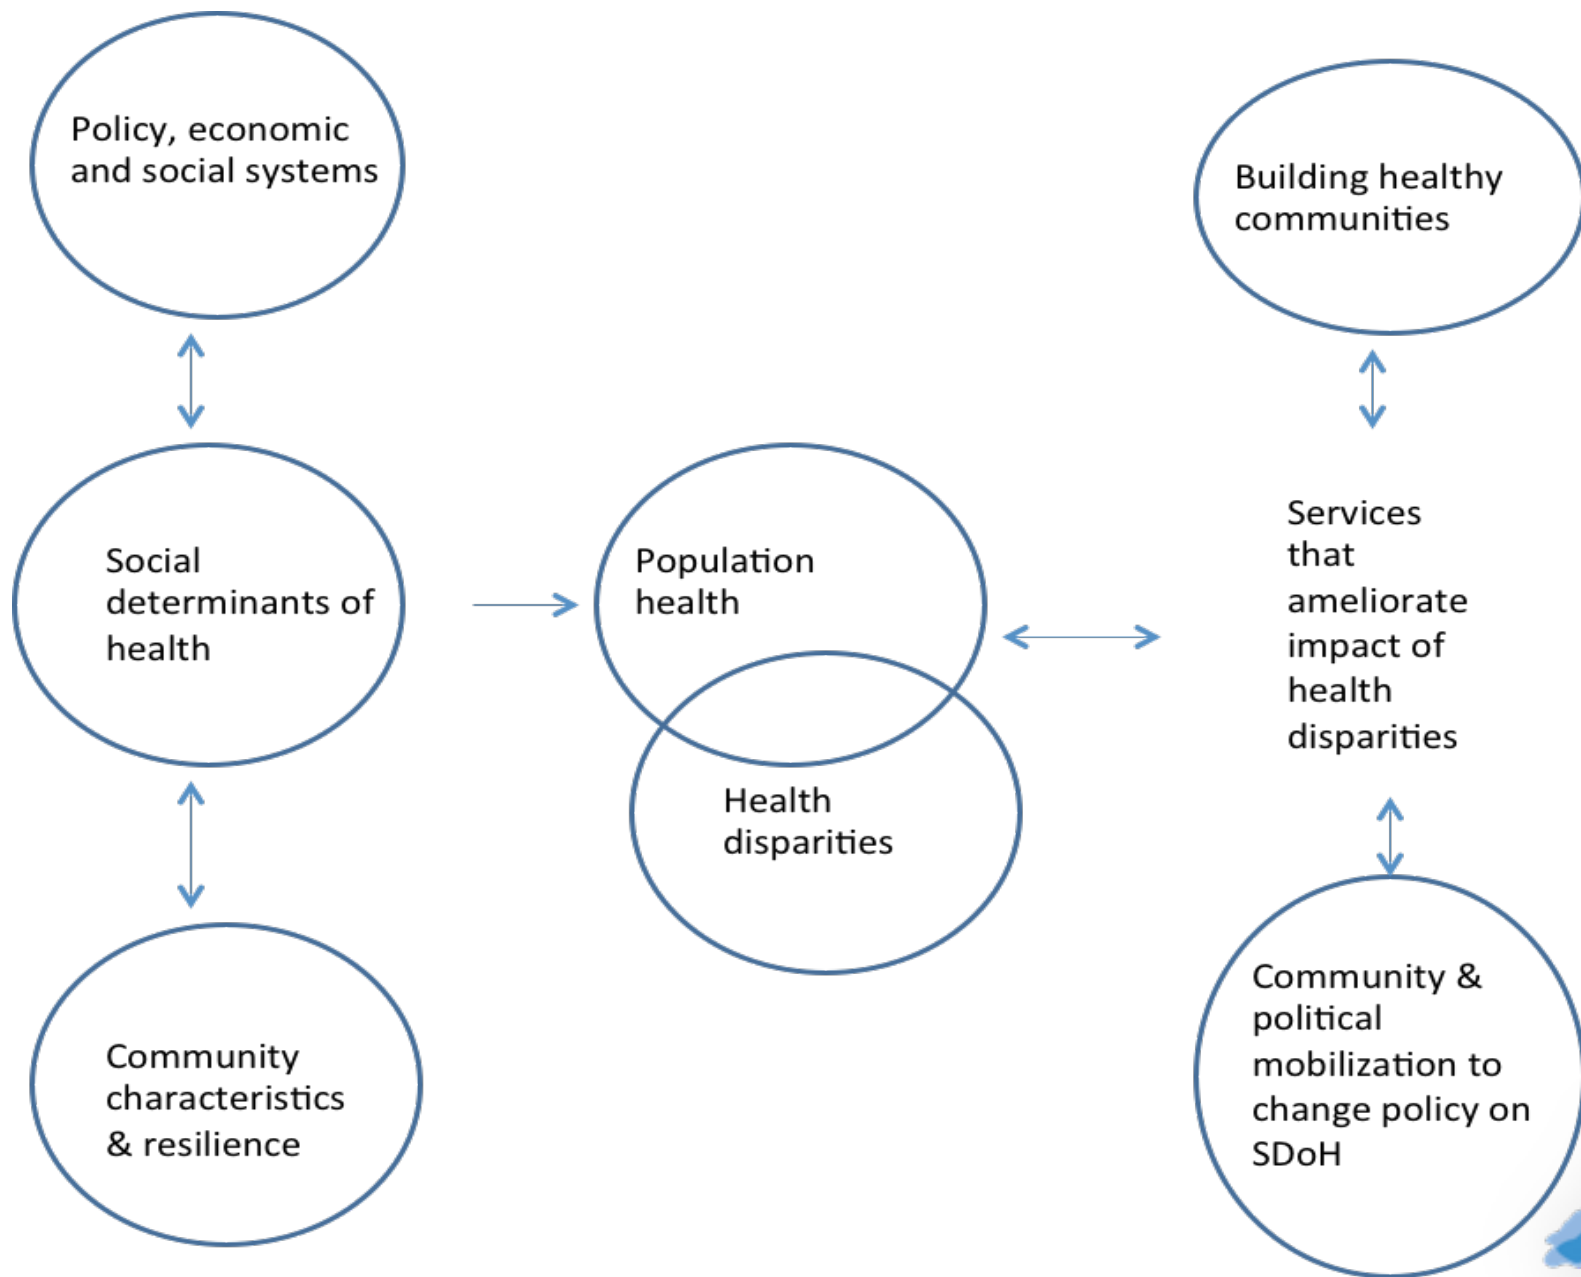 Policy, economic
and social systems
Social
determinants of
health
Community
characteristics
& resilience
Population
health
Health
disparities
Building healthy
communities
Services
that
ameliorate
impact of
health
disparities
Community &
political
mobilization to
change policy on
SDoH